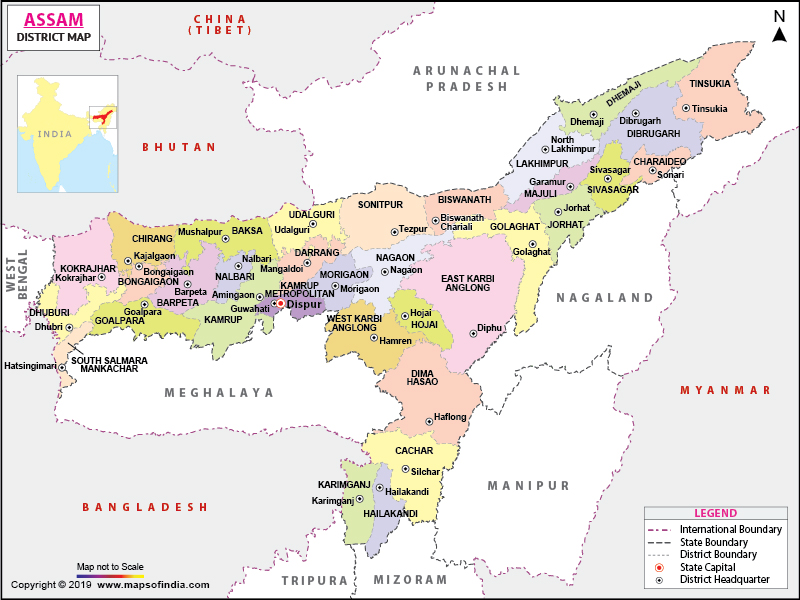 ASSAM
DISTRICT MAP
CHINA
(TIBET)
N
ARUNACHAL
PRADESH
INDIA
BHUTAN
TINSUKIA
Tinsukia
DHEMAJI
Dhemaji
Dibrugarh
DIBRUGARH
North
Lakhimpur
LAKHIMPUR
CHARAIDEO
Sonari
Sivasagar
SIVASAGAR
Garamur
MAJULI
Jorhat
JORHAT
BISWANATH
Biswanath
Chariali
SONITPUR
Tezpur
GOLAGHAT
Golaghat
UDALGURI
Udalguri
Mushalpur
BAKSA
CHIRANG
Kajalgaon
Bongaigaon
BONGAIGAON
KOKRAJHAR
Kokrajhar
WEST
BENGAL
Nalbari
NALBARI
DARRANG
Mangaldoi
NAGAON
Nagaon
MORIGAON
Morigaon
EAST KARBI
ANGLONG
Diphu
Barpeta
BARPETA
Amingaon
KAMRUP
METROPOLITAN
Guwahati
Dispur
DHUBURI
Dhubri
Goalpara
GOALPARA
KAMRUP
WEST KARBI
ANGLONG
Hamren
Hojai
HOJAI
NAGALAND
SOUTH SALMARA
MANKACHAR
Hatsingimari
MEGHALAYA
DIMA
HASAO
Haflong
MYANMAR
CACHAR
Silchar
KARIMGANJ
Karimganj
Hailakandi
HAILAKANDI
MANIPUR
BANGLADESH
TRIPURA
MIZORAM
LEGEND
International Boundary
State Boundary
District Boundary
State Capital
District Headquarter
Map not to Scale
Copyright © 2019 www.mapsofindia.com